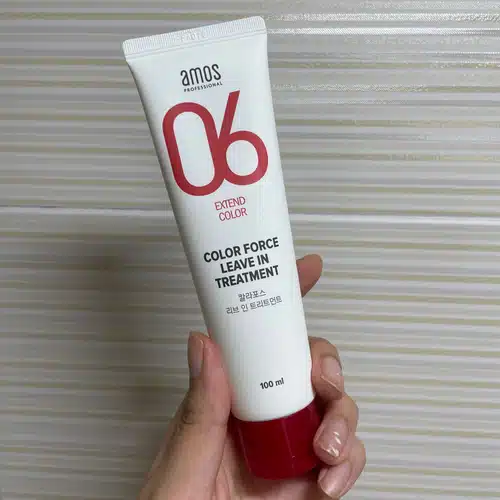 amos
PROFESSIONAL
06
EXTEND
COLOR
COLOR FORCE
LEAVE IN
TREATMENT
칼라포스
리브 인 트리트먼트
100 ml